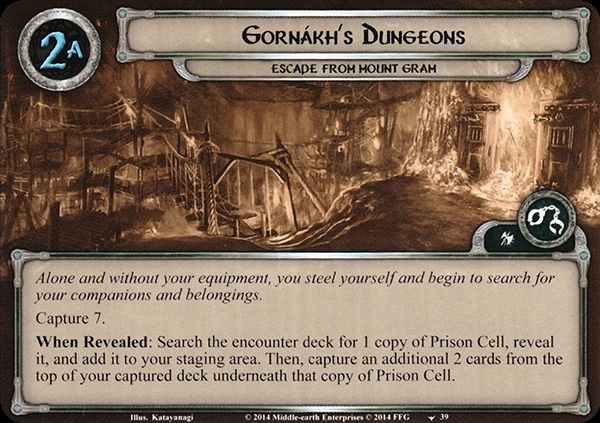 2A
GORNÁKH'S DUNGEONS
ESCAPE FROM MOUNT GRAM
Alone and without your equipment, you steel yourself and begin to search for
your companions and belongings.
Capture 7.
When Revealed: Search the encounter deck for 1 copy of Prison Cell, reveal
it, and add it to your staging area. Then, capture an additional 2 cards from the
top of your captured deck underneath that copy of Prison Cell.
Illus. Katayanagi © 2014 Middle-earth Enterprises © 2014 FFG 39